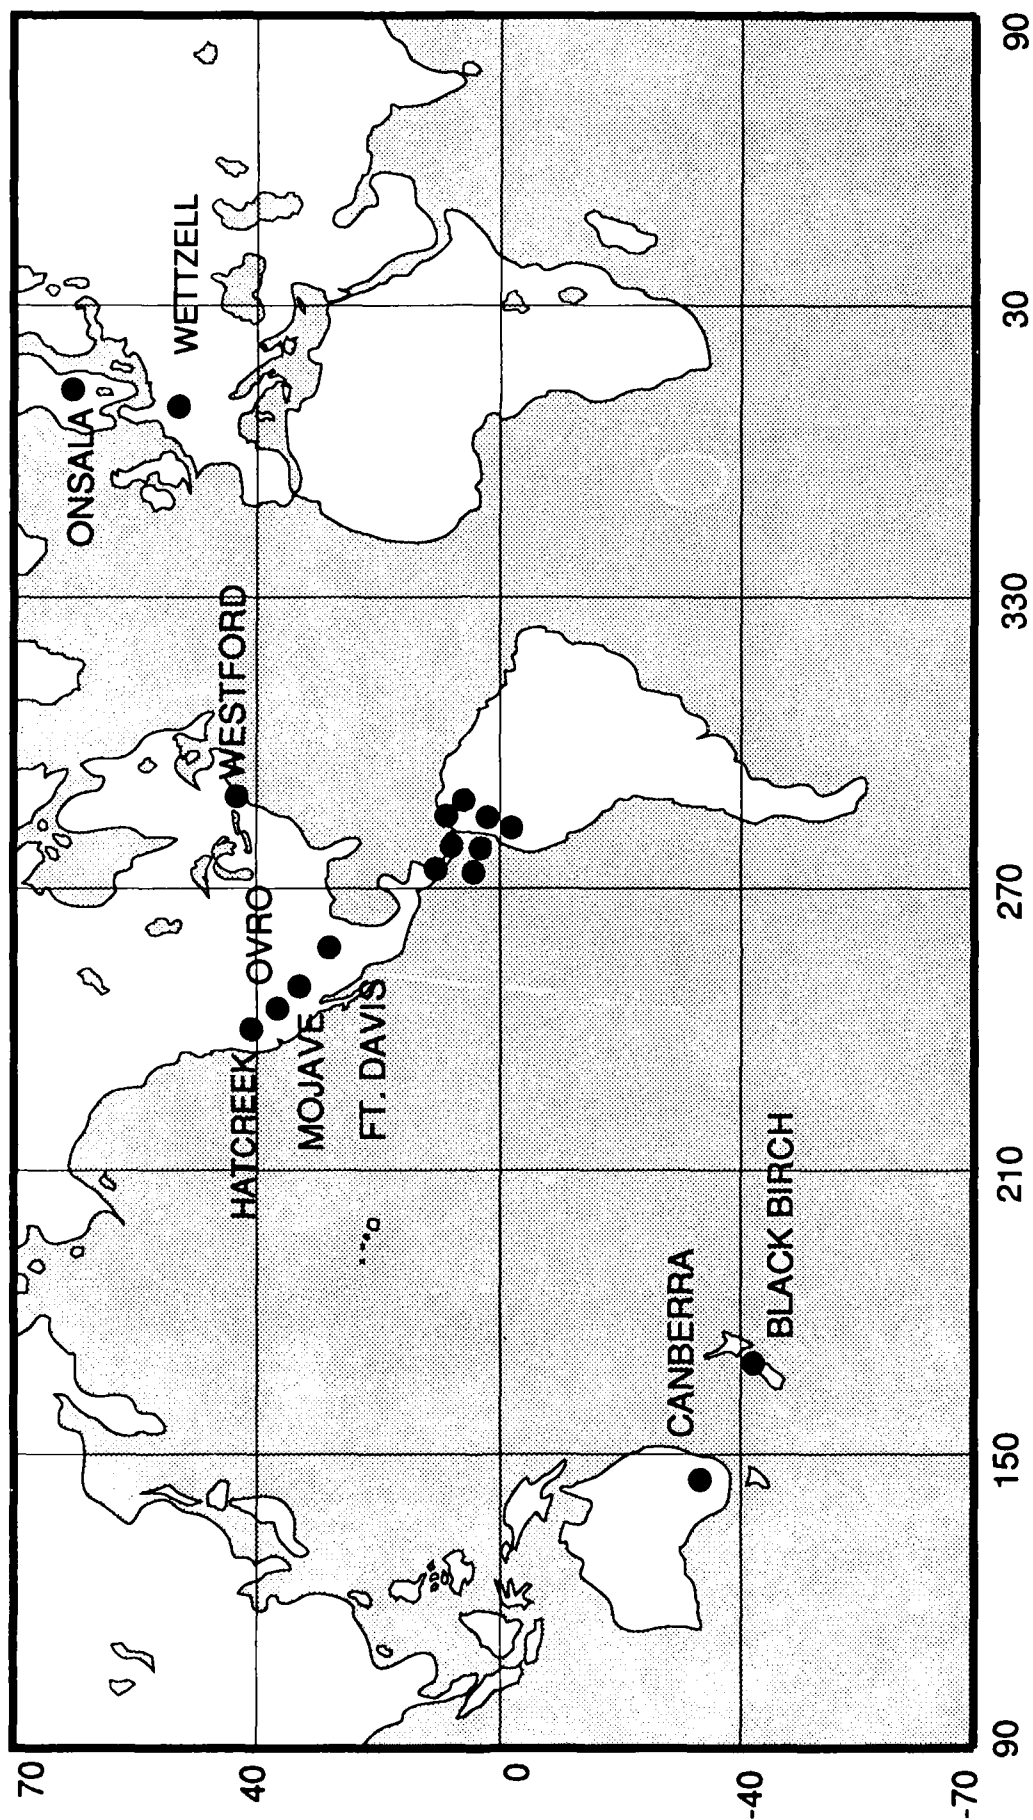 70
40
0
-40
-70
90
150
210
270
330
30
90
ONSALA
WETTZELL
WESTFORD
OVRO
HATCREEK
MOJAVE
FT. DAVIS
CANBERRA
BLACK BIRCH